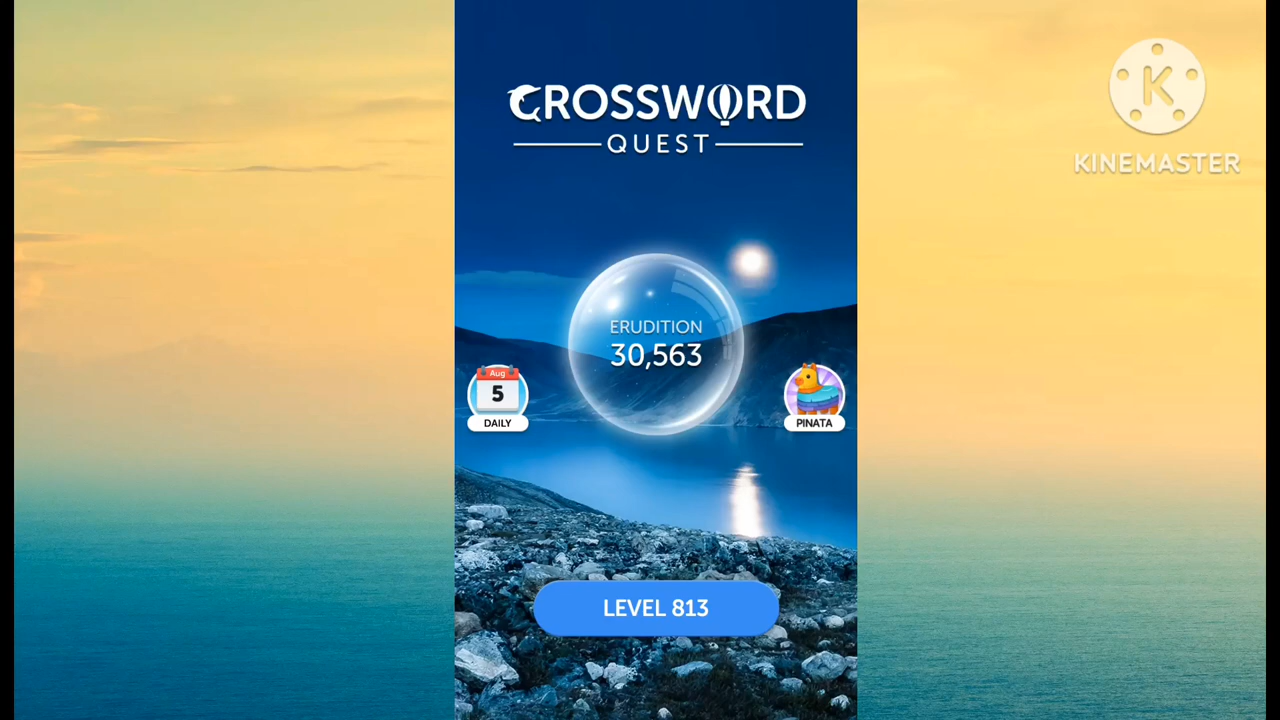 CROSSWORD
QUEST
K
KINEMASTER
ERUDITION
30,563
Aug
5
DAILY
PINATA
LEVEL 813